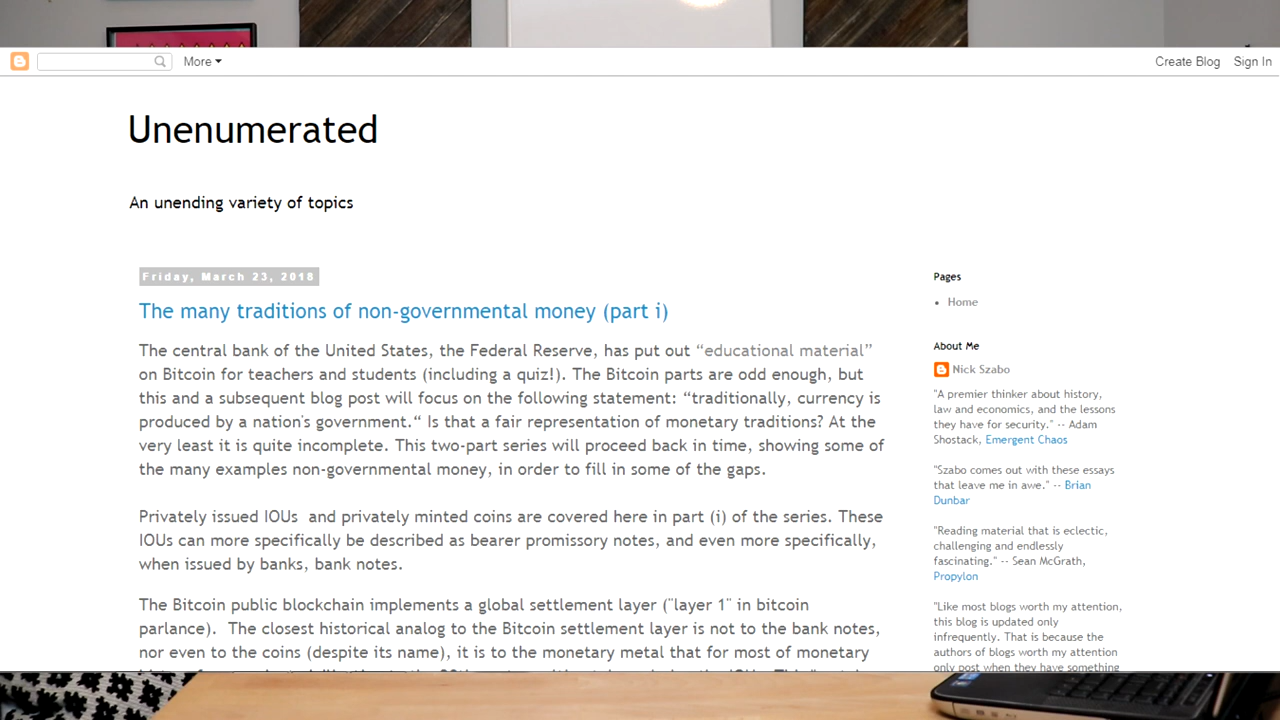 More
Create Blog Sign In
Unenumerated
An unending variety of topics
Friday, March 23, 2018
The many traditions of non-governmental money (part i)
The central bank of the United States, the Federal Reserve, has put out “educational material”
on Bitcoin for teachers and students (including a quiz!). The Bitcoin parts are odd enough, but
this and a subsequent blog post will focus on the following statement: “traditionally, currency is
produced by a nation's government.“ Is that a fair representation of monetary traditions? At the
very least it is quite incomplete. This two-part series will proceed back in time, showing some of
the many examples non-governmental money, in order to fill in some of the gaps.
Privately issued IOUs  and privately minted coins are covered here in part (i) of the series. These
IOUs can more specifically be described as bearer promissory notes, and even more specifically,
when issued by banks, bank notes.
The Bitcoin public blockchain implements a global settlement layer ("layer 1" in bitcoin
parlance).  The closest historical analog to the Bitcoin settlement layer is not to the bank notes,
nor even to the coins (despite its name), it is to the monetary metal that for most of monetary
Pages
Home
About Me
Nick Szabo
"A premier thinker about history,
law and economics, and the lessons
they have for security." -- Adam
Shostack, Emergent Chaos
"Szabo comes out with these essays
that leave me in awe." -- Brian
Dunbar
"Reading material that is eclectic,
challenging and endlessly
fascinating." -- Sean McGrath,
Propylon
"Like most blogs worth my attention,
this blog is updated only
infrequently. That is because the
authors of blogs worth my attention
only post when they have something